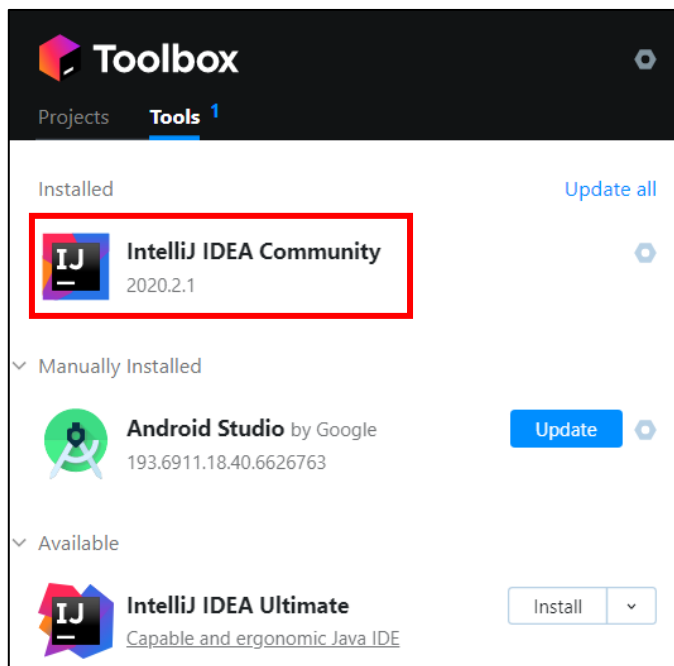 Toolbox
Projects Tools 1
Installed Update all
IJ IntelliJ IDEA Community
2020.2.1
Manually Installed
Android Studio by Google Update
193.6911.18.40.6626763
Available
IJ IntelliJ IDEA Ultimate Install
Capable and ergonomic Java IDE